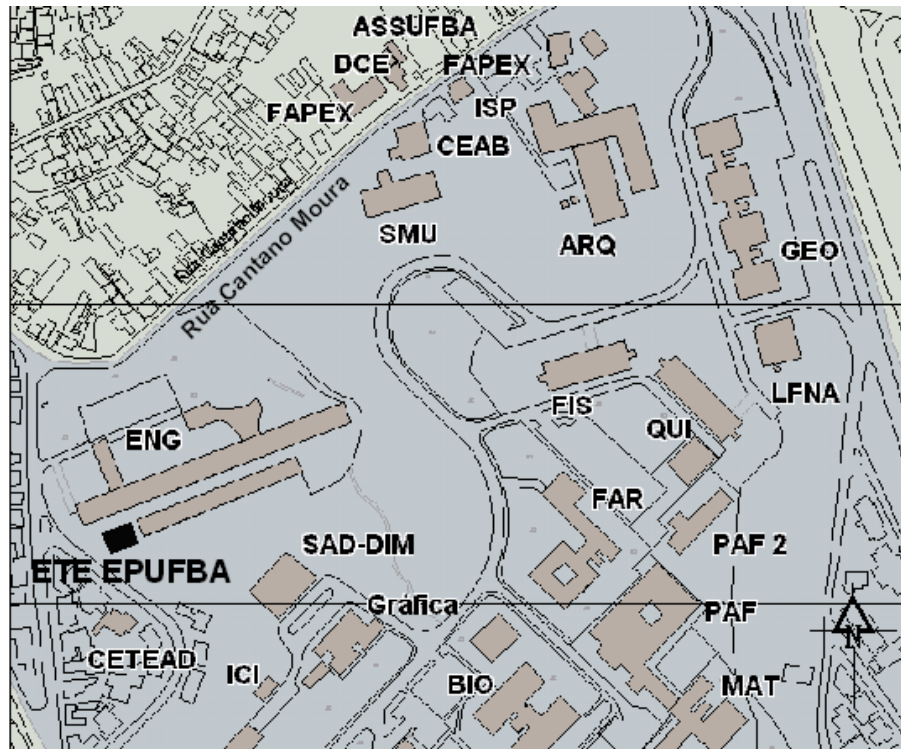 ASSUFBA
DCE
FAPEX
FAPEX
ISP
CEAB
SMU
ARQ
GEO
Rua Cantano Moura
FIS
LFNA
QUI
ENG
FAR
SAD-DIM
PAF 2
ETE EPUFBA
Gráfica
PAF
N
CETEAD
ICI
BIO
MAT